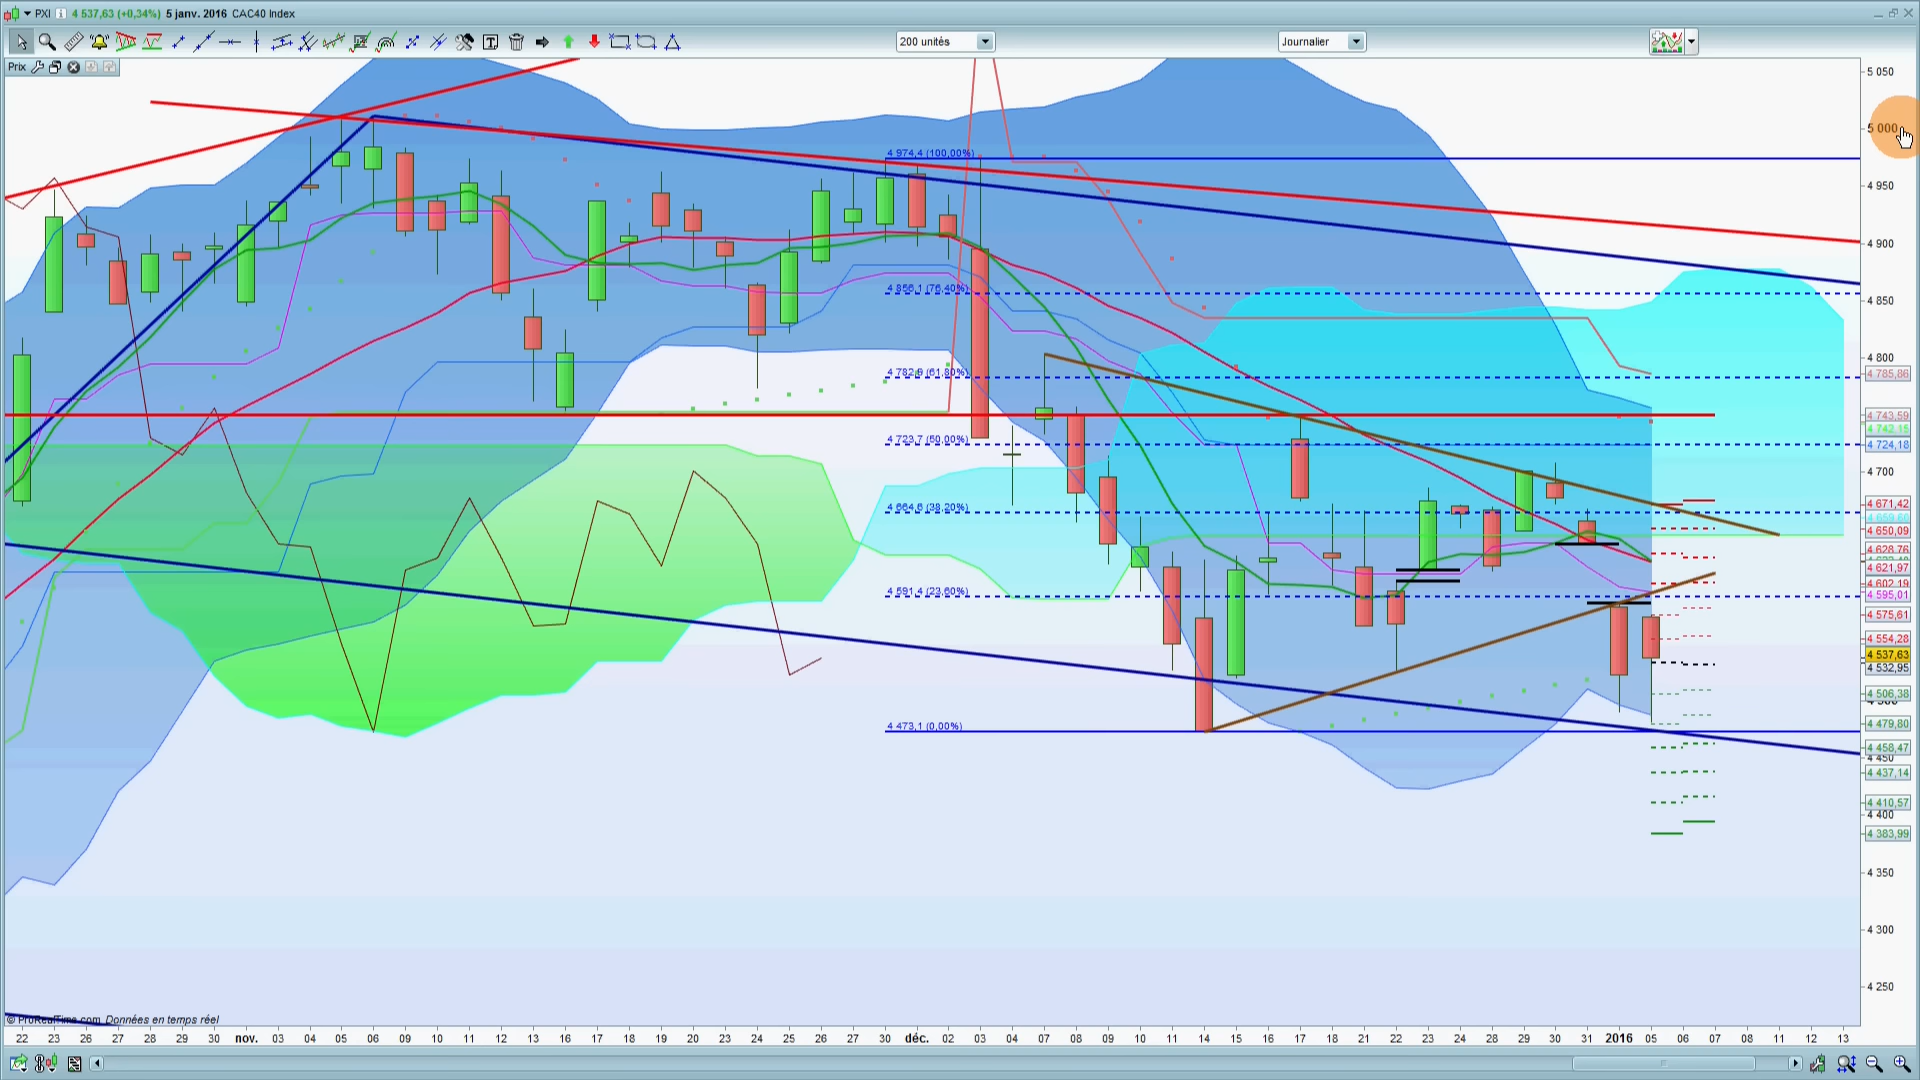 PXI 4 537,63 (+0,34%) 5 janv. 2016 CAC40 Index
200 unités
Journalier
Prix
5 050
5 000
4 950
4 900
4 850
4 800
4 785,86
4 743,59
4 742,15
4 724,18
4 700
4 671,42
4 650,09
4 628,76
4 621,97
4 602,19
4 595,01
4 575,61
4 554,28
4 537,63
4 532,95
4 506,38
4 479,80
4 458,47
4 450
4 437,14
4 410,57
4 400
4 383,99
4 350
4 300
4 250
4 974,4 (100,00%)
4 856,1 (76,40%)
4 782,9 (61,80%)
4 723,7 (50,00%)
4 664,6 (38,20%)
4 591,4 (23,60%)
4 473,1 (0,00%)
© ProRealTime.com Données en temps réel
22 23 26 27 28 29 30 nov. 03 04 05 06 09 10 11 12 13 16 17 18 19 20 23 24 25 26 27 30 déc. 02 03 04 07 08 09 10 11 14 15 16 17 18 21 22 23 24 28 29 30 31 2016 05 06 07 08 11 12 13